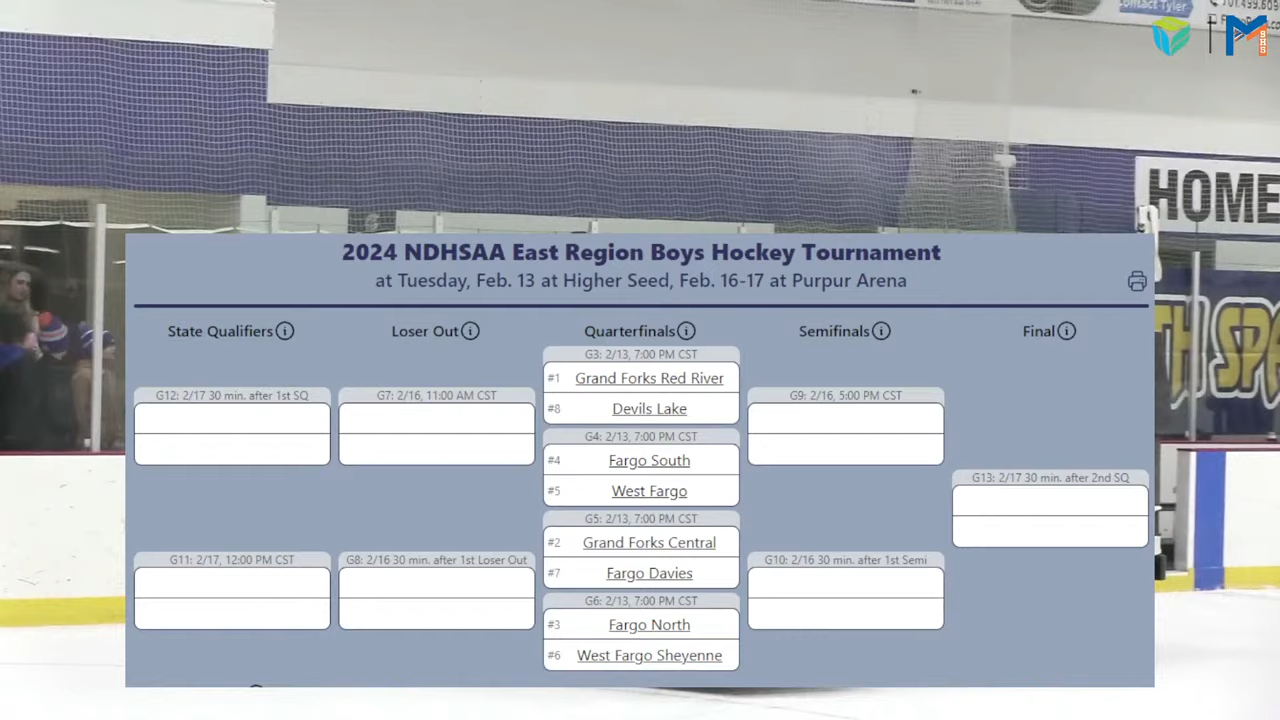 Contact Tyler
HOME
2024 NDHSAA East Region Boys Hockey Tournament
at Tuesday, Feb. 13 at Higher Seed, Feb. 16-17 at Purpur Arena
State Qualifiers
Loser Out
Quarterfinals
Semifinals
Final
G3: 2/13, 7:00 PM CST
#1 Grand Forks Red River
#8 Devils Lake
G12: 2/17 30 min. after 1st SQ
G7: 2/16, 11:00 AM CST
G9: 2/16, 5:00 PM CST
G4: 2/13, 7:00 PM CST
#4 Fargo South
#5 West Fargo
G13: 2/17 30 min. after 2nd SQ
G5: 2/13, 7:00 PM CST
#2 Grand Forks Central
#7 Fargo Davies
G11: 2/17, 12:00 PM CST
G8: 2/16 30 min. after 1st Loser Out
G10: 2/16 30 min. after 1st Semi
G6: 2/13, 7:00 PM CST
#3 Fargo North
#6 West Fargo Sheyenne